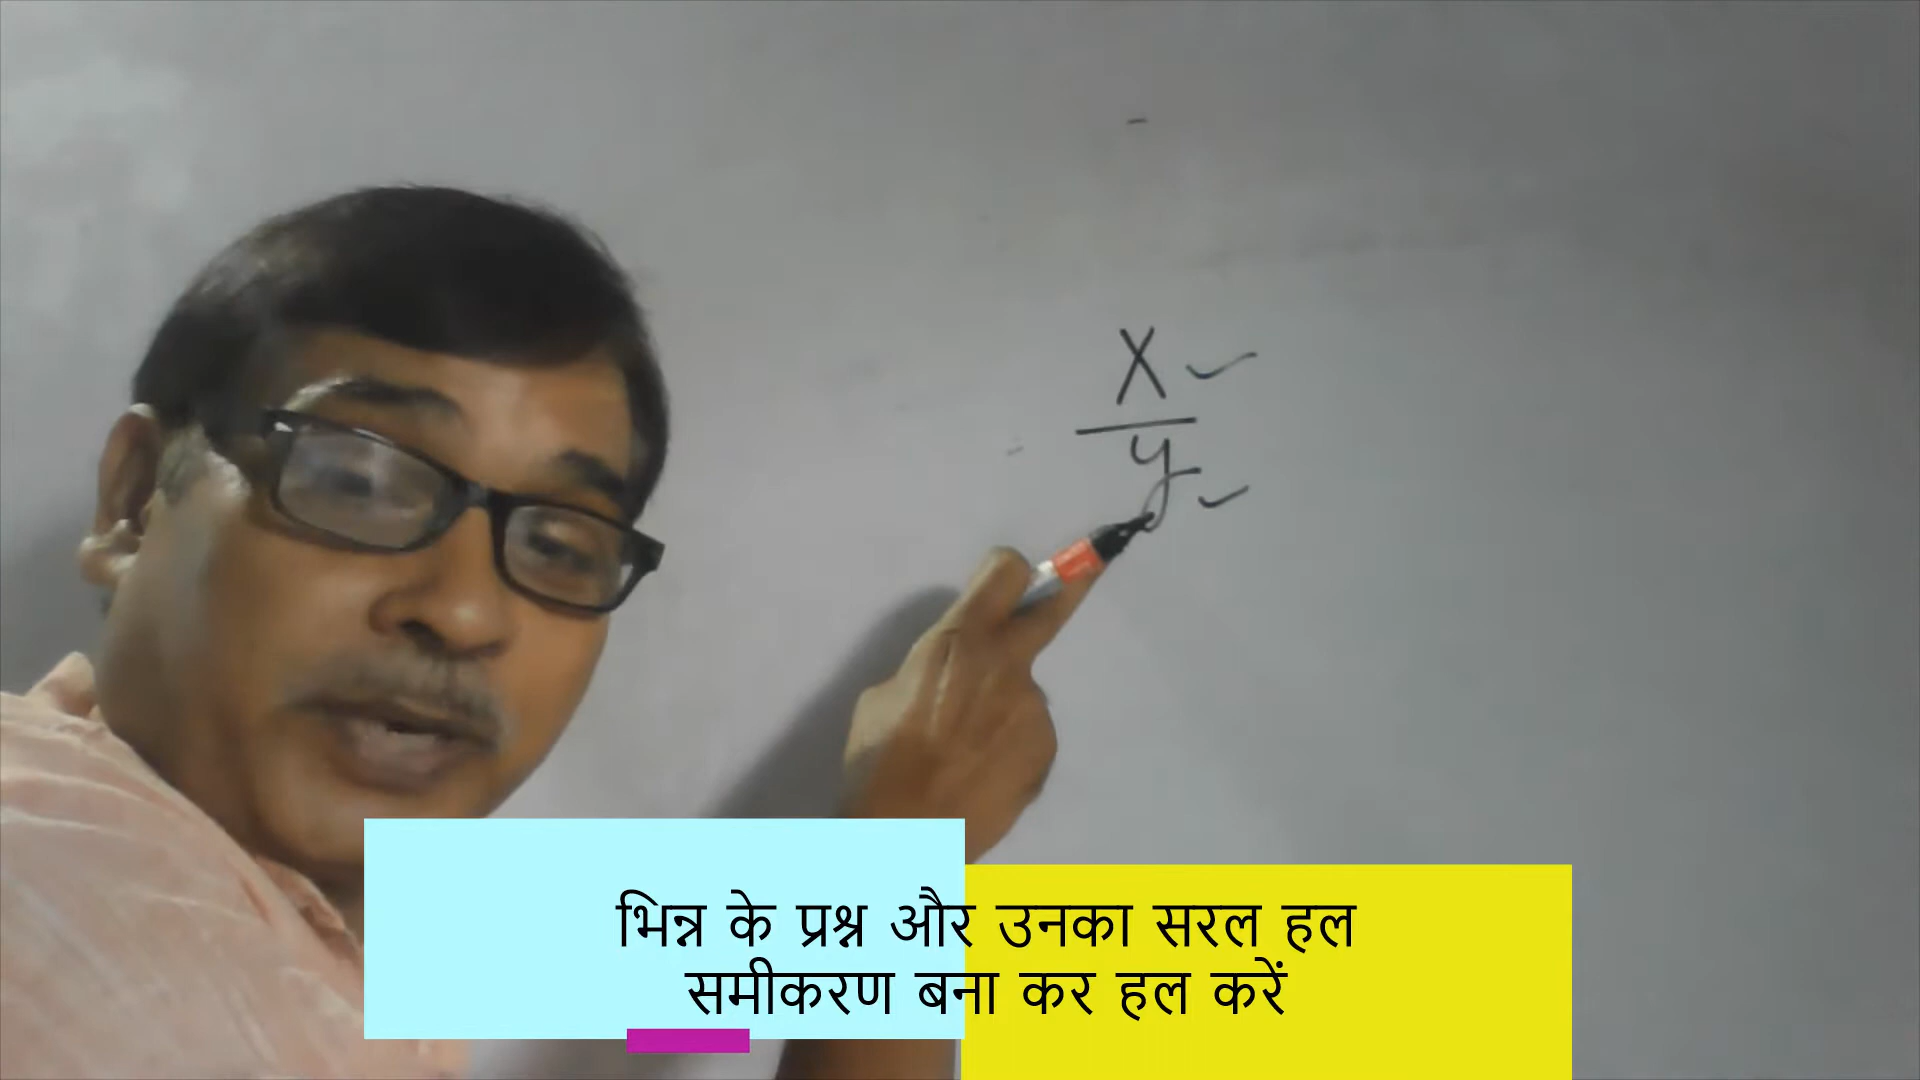 x
y
भिन्न के प्रश्न और उनका सरल हल
समीकरण बना कर हल करें